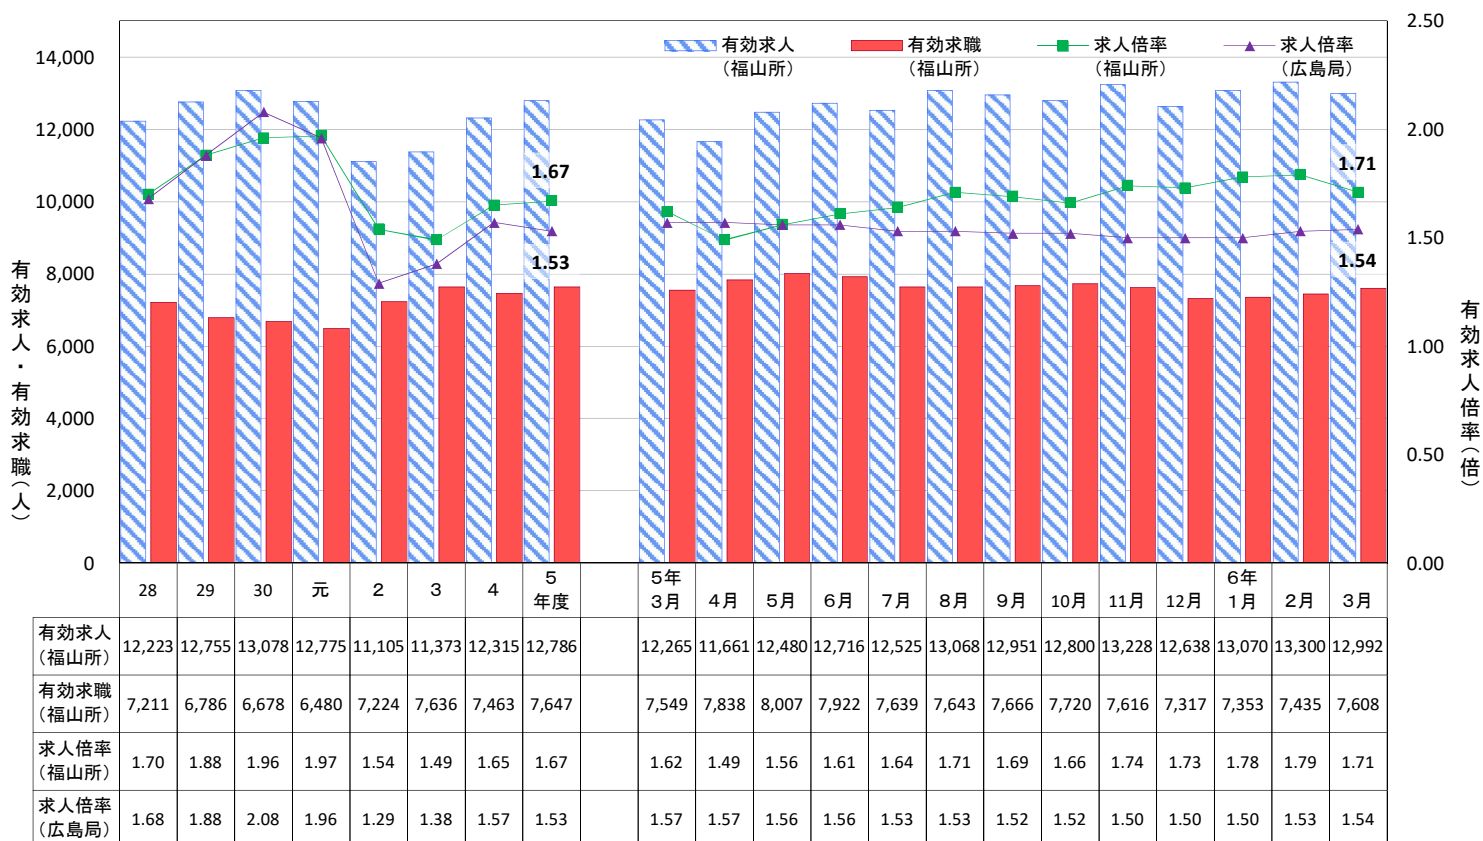 有効求人
（福山所）
有効求職
（福山所）
求人倍率
（福山所）
求人倍率
（広島局）
有効求人・有効求職（人）
14,000
12,000
10,000
8,000
6,000
4,000
2,000
0
2.50
2.00
1.50
1.00
0.50
0.00
有効求人倍率（倍）
1.67
1.53
1.71
1.54
28 29 30 元 2 3 4 5年度 5年3月 4月 5月 6月 7月 8月 9月 10月 11月 12月 6年1月 2月 3月
有効求人
（福山所） 12,223 12,755 13,078 12,775 11,105 11,373 12,315 12,786 12,265 11,661 12,480 12,716 12,525 13,068 12,951 12,800 13,228 12,638 13,070 13,300 12,992
有効求職
（福山所） 7,211 6,786 6,678 6,480 7,224 7,636 7,463 7,647 7,549 7,838 8,007 7,922 7,639 7,643 7,666 7,720 7,616 7,317 7,353 7,435 7,608
求人倍率
（福山所） 1.70 1.88 1.96 1.97 1.54 1.49 1.65 1.67 1.62 1.49 1.56 1.61 1.64 1.71 1.69 1.66 1.74 1.73 1.78 1.79 1.71
求人倍率
（広島局） 1.68 1.88 2.08 1.96 1.29 1.38 1.57 1.53 1.57 1.57 1.56 1.56 1.53 1.53 1.52 1.52 1.50 1.50 1.50 1.53 1.54